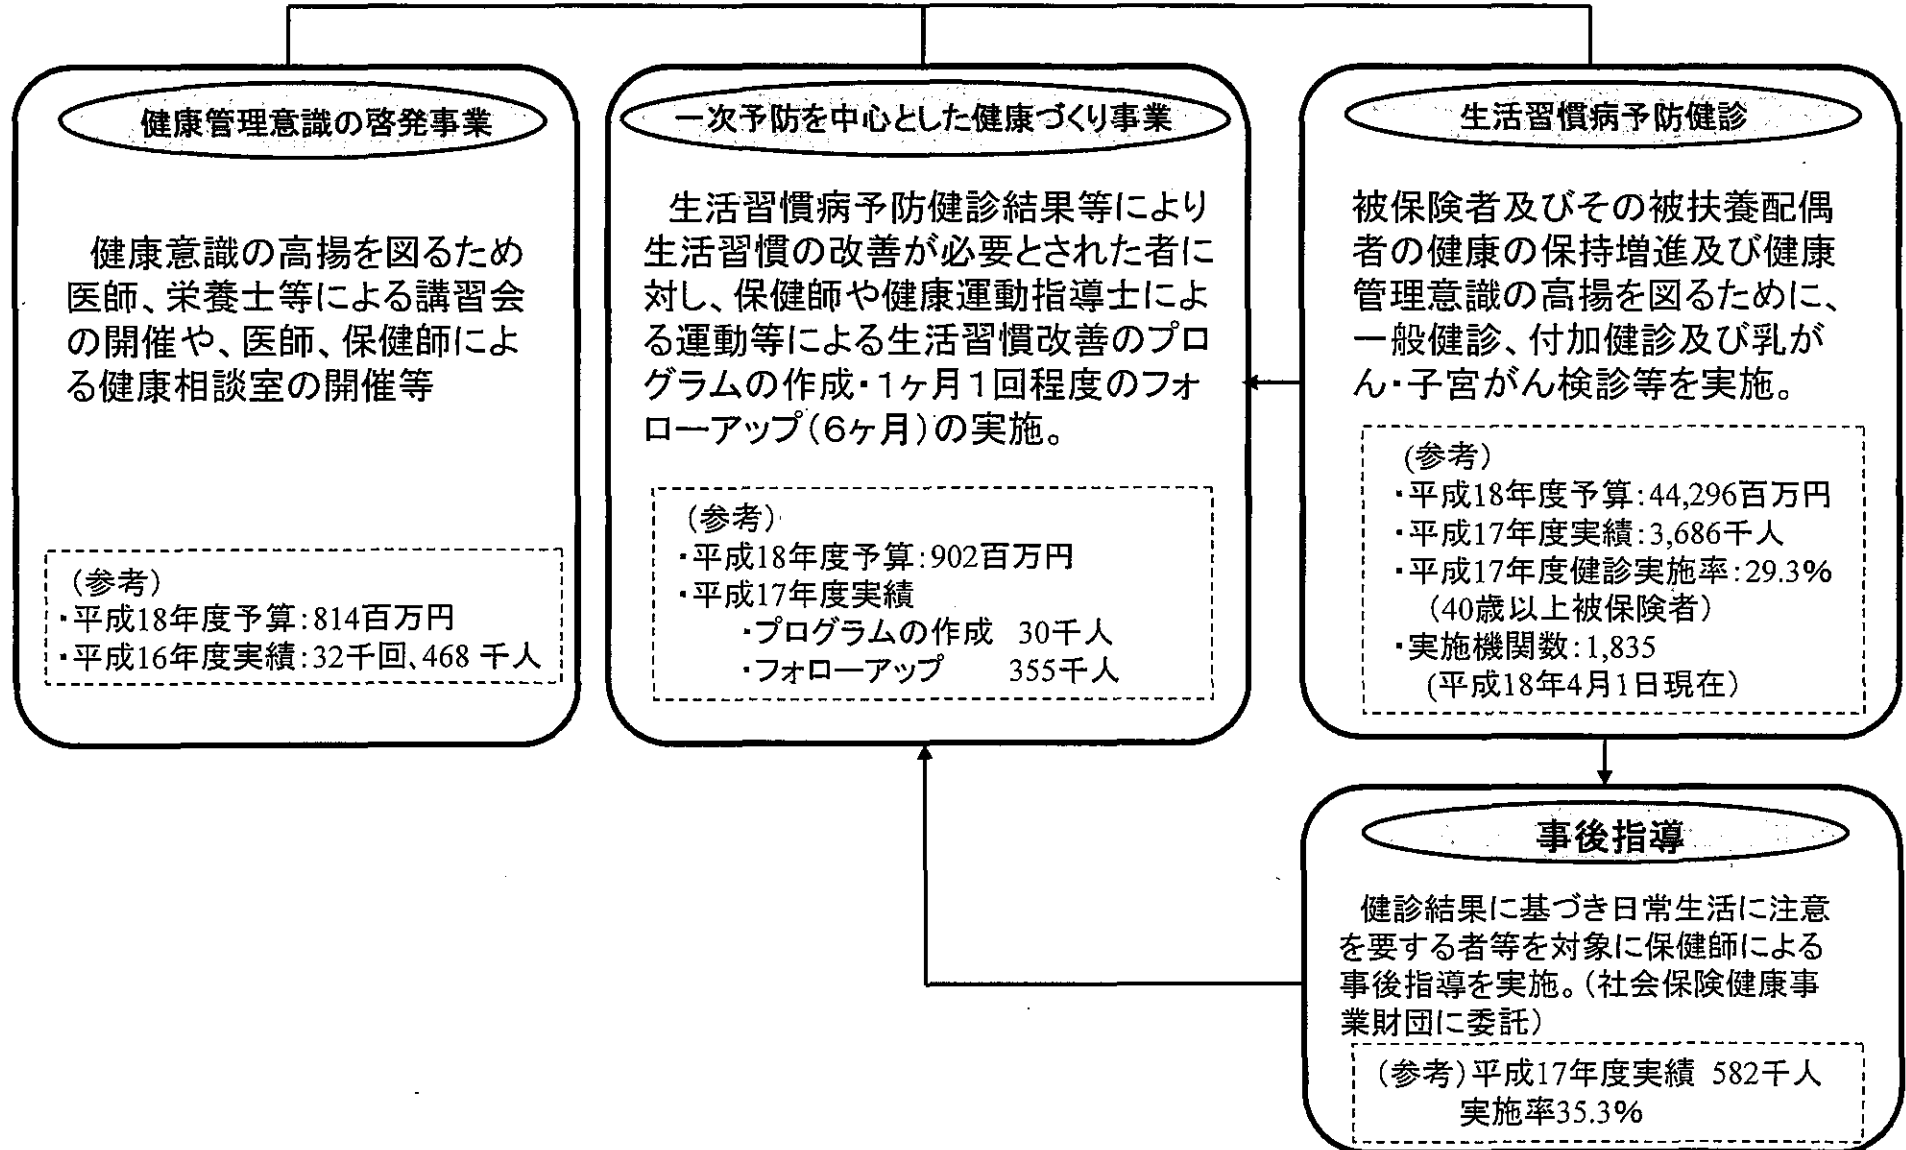 健康管理意識の啓発事業
健康意識の高揚を図るため
医師、栄養士等による講習会
の開催や、医師、保健師によ
る健康相談室の開催等
(参考)
・平成18年度予算:814百万円
・平成16年度実績:32千回、468 千人
一次予防を中心とした健康づくり事業
生活習慣病予防健診結果等により
生活習慣の改善が必要とされた者に
対し、保健師や健康運動指導士によ
る運動等による生活習慣改善のプロ
グラムの作成・1ヶ月1回程度のフォ
ローアップ(6ヶ月)の実施。
(参考)
・平成18年度予算:902百万円
・平成17年度実績
・プログラムの作成 30千人
・フォローアップ 355千人
生活習慣病予防健診
被保険者及びその被扶養配偶
者の健康の保持増進及び健康
管理意識の高揚を図るために、
一般健診、付加健診及び乳が
ん・子宮がん検診等を実施。
(参考)
・平成18年度予算:44,296百万円
・平成17年度実績:3,686千人
・平成17年度健診実施率:29.3%
(40歳以上被保険者)
・実施機関数:1,835
(平成18年4月1日現在)
事後指導
健診結果に基づき日常生活に注意
を要する者等を対象に保健師による
事後指導を実施。(社会保険健康事
業財団に委託)
(参考)平成17年度実績 582千人
実施率35.3%